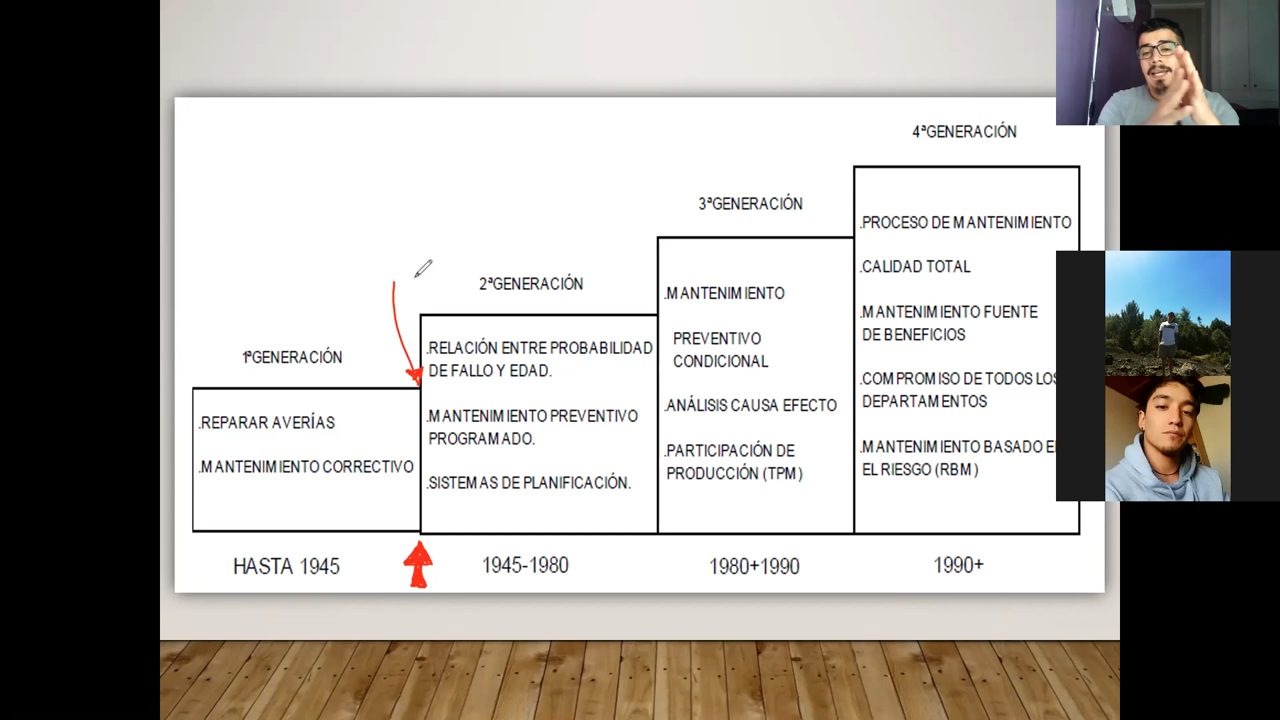 1ªGENERACIÓN
.REPARAR AVERÍAS
.MANTENIMIENTO CORRECTIVO
HASTA 1945
2ªGENERACIÓN
.RELACIÓN ENTRE PROBABILIDAD
DE FALLO Y EDAD.
.MANTENIMIENTO PREVENTIVO
PROGRAMADO.
.SISTEMAS DE PLANIFICACIÓN.
1945-1980
3ªGENERACIÓN
.MANTENIMIENTO
PREVENTIVO
CONDICIONAL
.ANÁLISIS CAUSA EFECTO
.PARTICIPACIÓN DE
PRODUCCIÓN (TPM)
1980+1990
4ªGENERACIÓN
.PROCESO DE MANTENIMIENTO
.CALIDAD TOTAL
.MANTENIMIENTO FUENTE
DE BENEFICIOS
.COMPROMISO DE TODOS LOS
DEPARTAMENTOS
.MANTENIMIENTO BASADO
EL RIESGO (RBM)
1990+